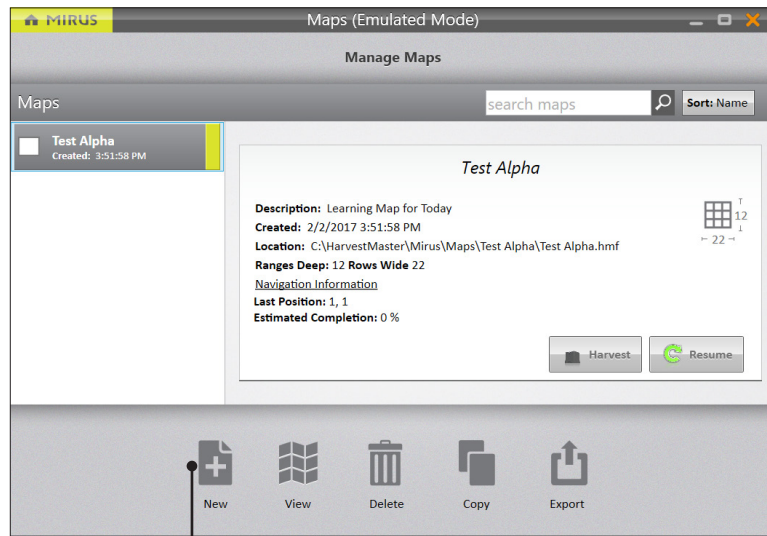 MIRUS Maps (Emulated Mode)
Manage Maps
Maps search maps Sort: Name
Test Alpha
Created: 3:51:58 PM
Test Alpha
Description: Learning Map for Today
Created: 2/2/2017 3:51:58 PM
Location: C:\HarvestMaster\Mirus\Maps\Test Alpha\Test Alpha.hmf
Ranges Deep: 12 Rows Wide 22
Navigation Information
Last Position: 1, 1
Estimated Completion: 0 %
12
22
Harvest Resume
New View Delete Copy Export